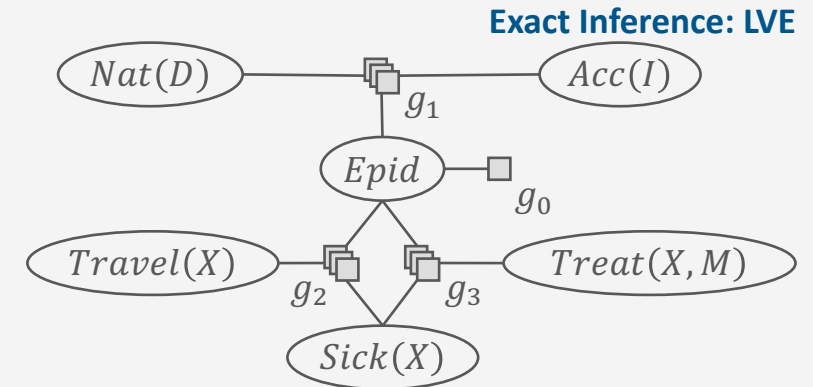 Exact Inference: LVE
Nat(D)
Acc(I)
g₁
Epid
g₀
Travel(X)
Treat(X, M)
g₂
g₃
Sick(X)